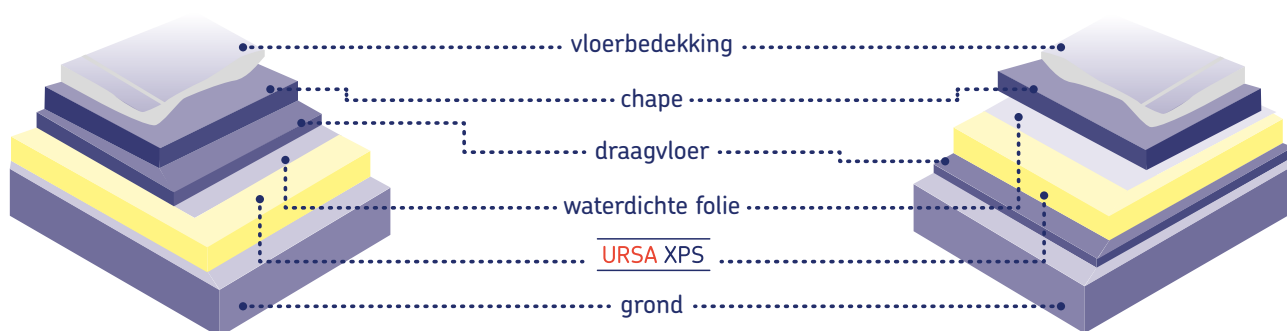 vloerbedekking
chape
draagvloer
waterdichte folie
URSA XPS
grond